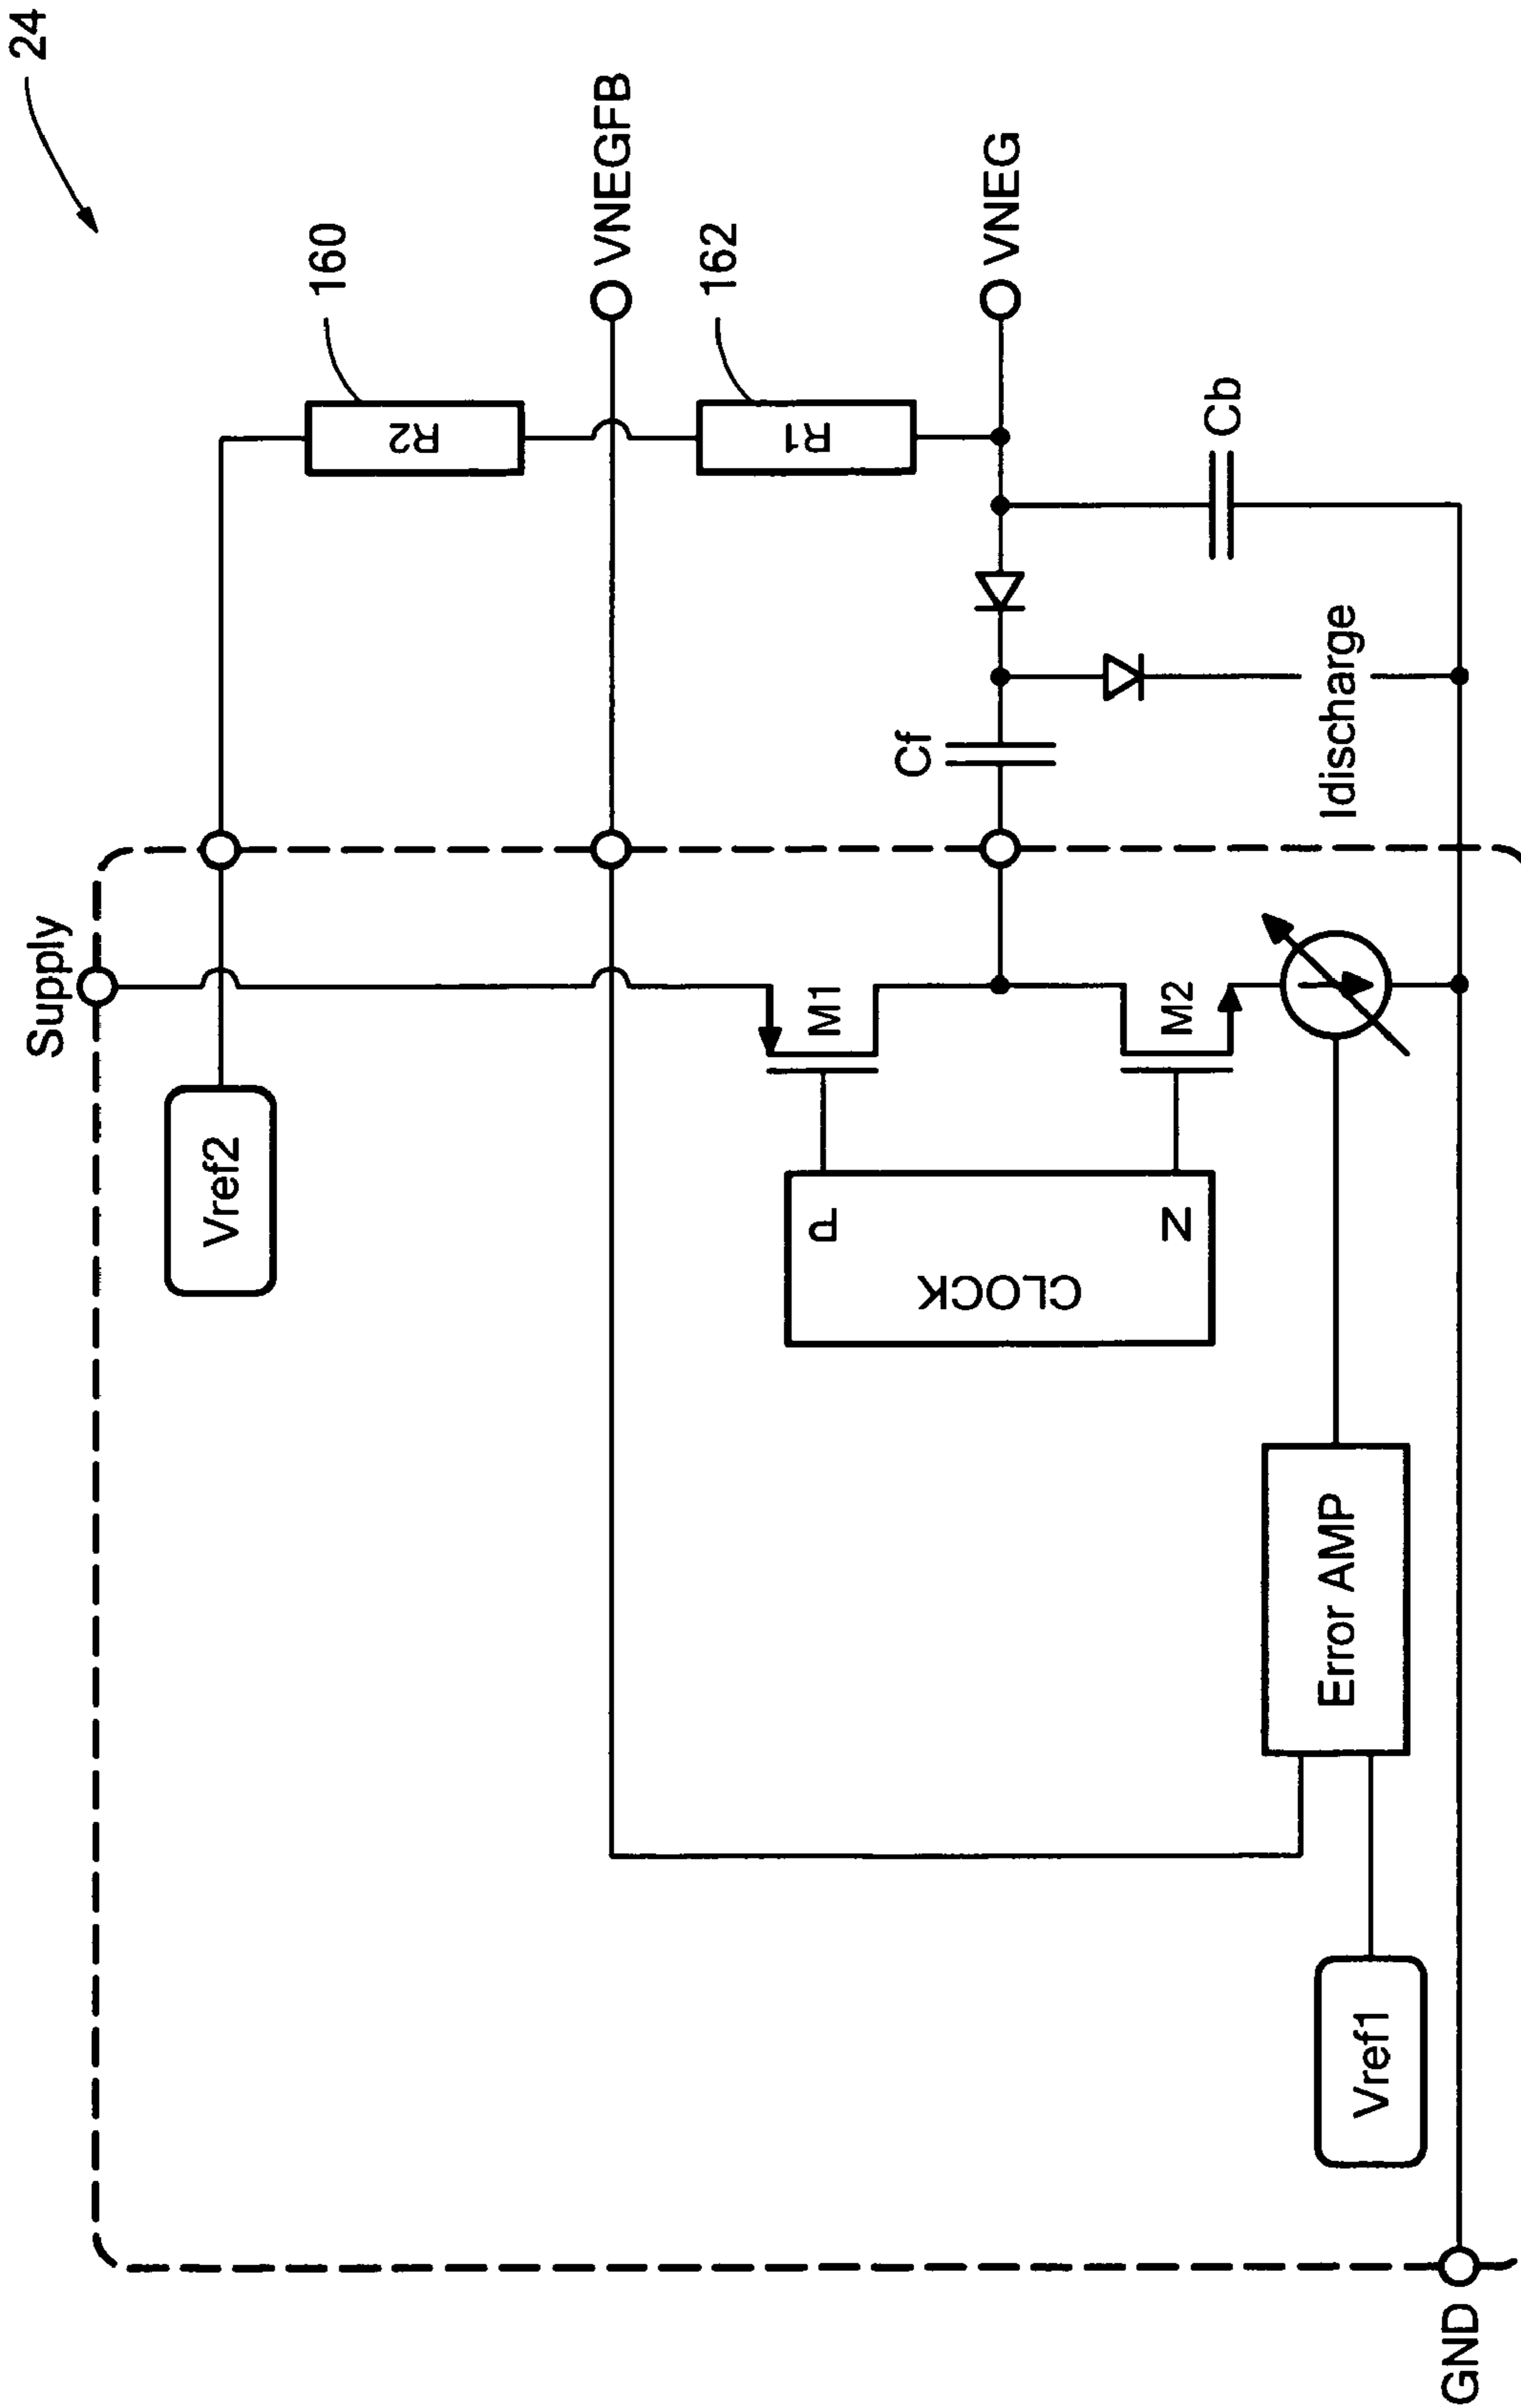 24
Supply
Vref2
160
R2
VNEGFB
162
R1
VNEG
Cf
Cb
M1
M2
P
CLOCK
N
Idischarge
Error AMP
Vref1
GND